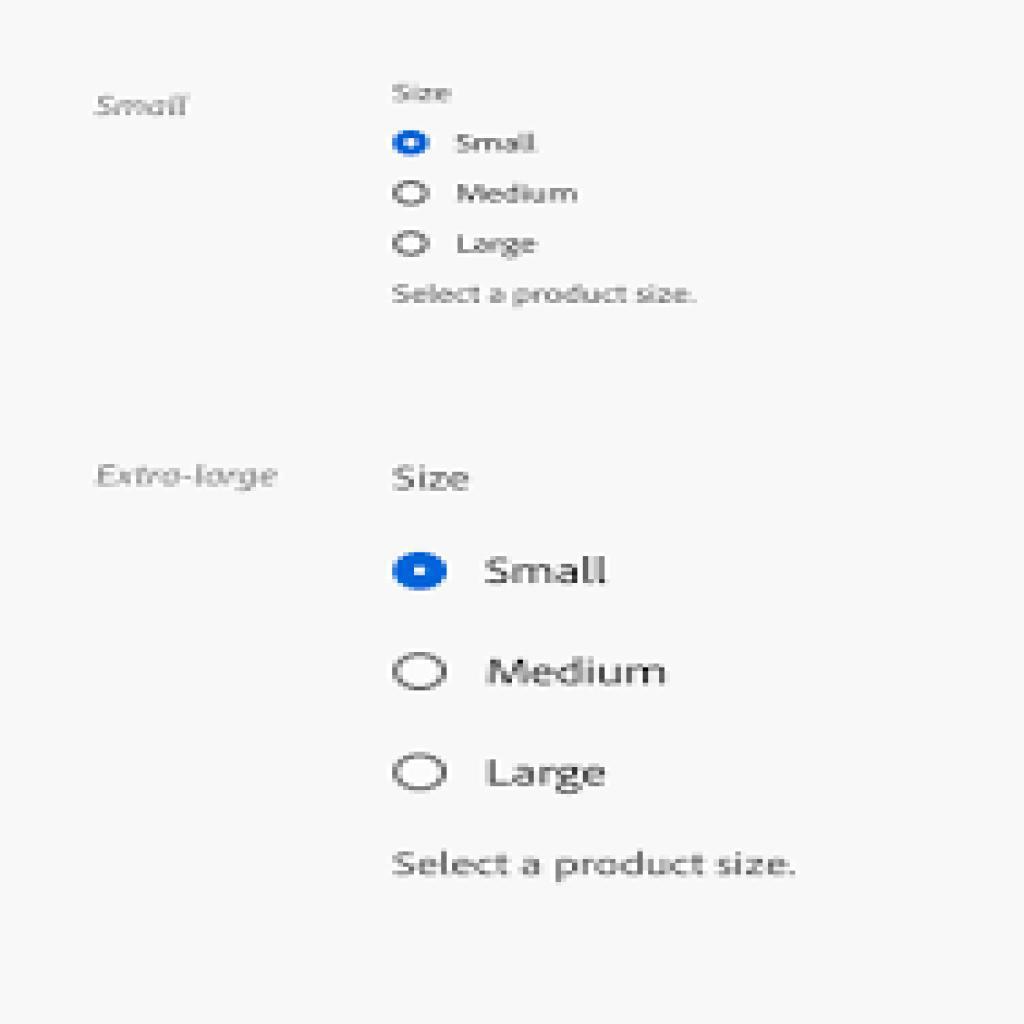 Small
Size
Small
Medium
Large
Select a product size.
Extra-large
Size
Small
Medium
Large
Select a product size.